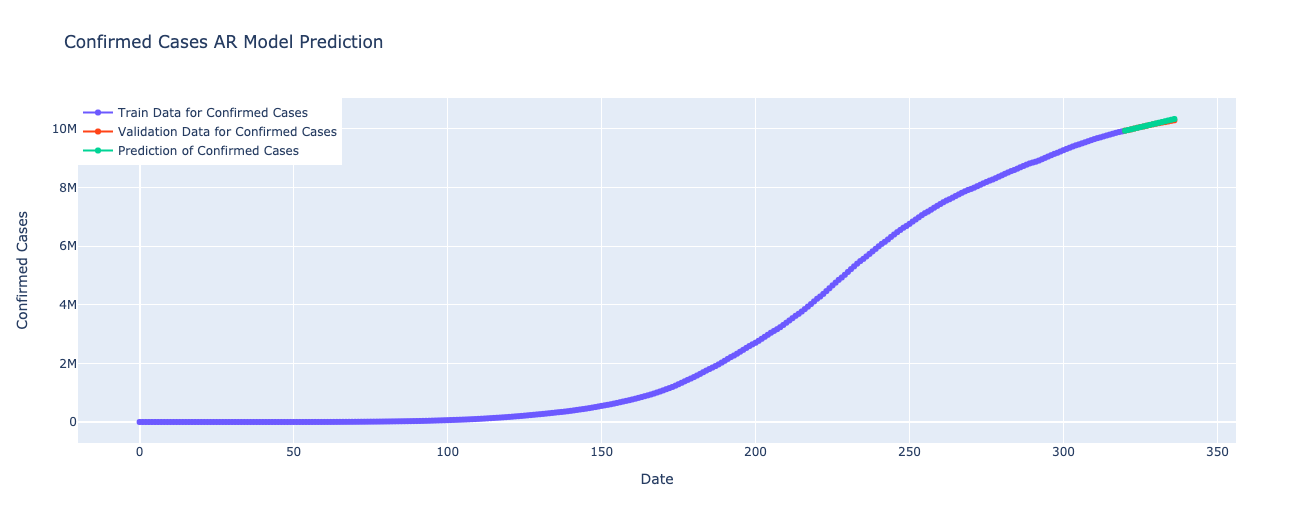 Confirmed Cases AR Model Prediction
Train Data for Confirmed Cases
Validation Data for Confirmed Cases
Prediction of Confirmed Cases
10M
8M
6M
4M
2M
0
Confirmed Cases
0 50 100 150 200 250 300 350
Date